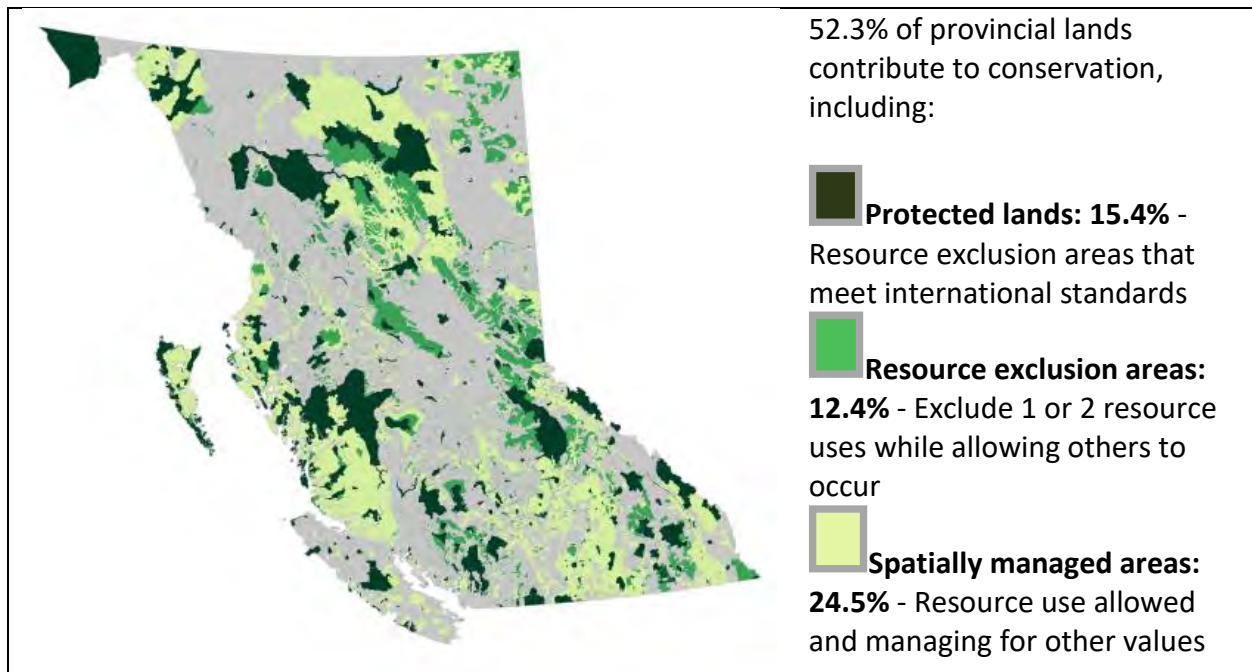 52.3% of provincial lands
contribute to conservation,
including:
Protected lands: 15.4% -
Resource exclusion areas that
meet international standards
Resource exclusion areas:
12.4% - Exclude 1 or 2 resource
uses while allowing others to
occur
Spatially managed areas:
24.5% - Resource use allowed
and managing for other values